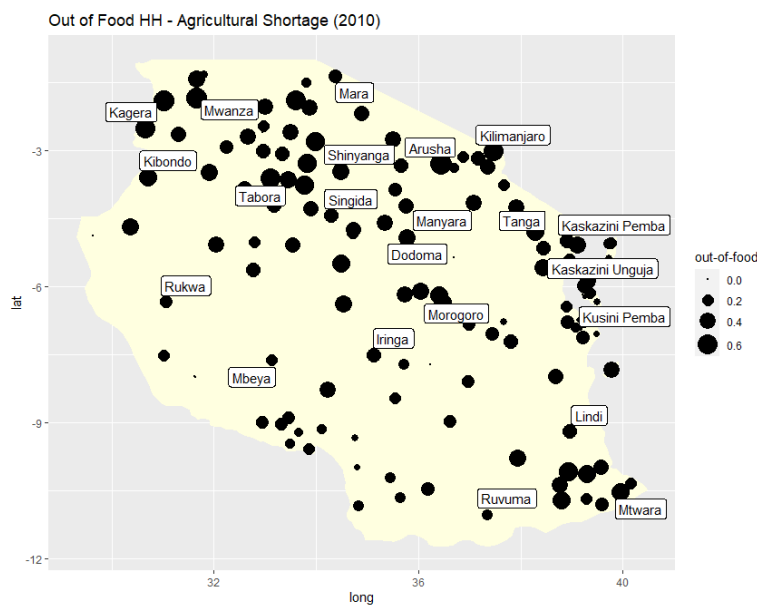 Out of Food HH - Agricultural Shortage (2010)
Mara
Kagera
Mwanza
Kilimanjaro
-3
Arusha
Kibondo
Shinyanga
Tabora
Singida
Manyara
Tanga
Kaskazini Pemba
Dodoma
Kaskazini Unguja
lat
-6
Rukwa
Morogoro
Kusini Pemba
Iringa
Mbeya
-9
Lindi
Ruvuma
Mtwara
-12
32
36
40
long
out-of-food
0.0
0.2
0.4
0.6